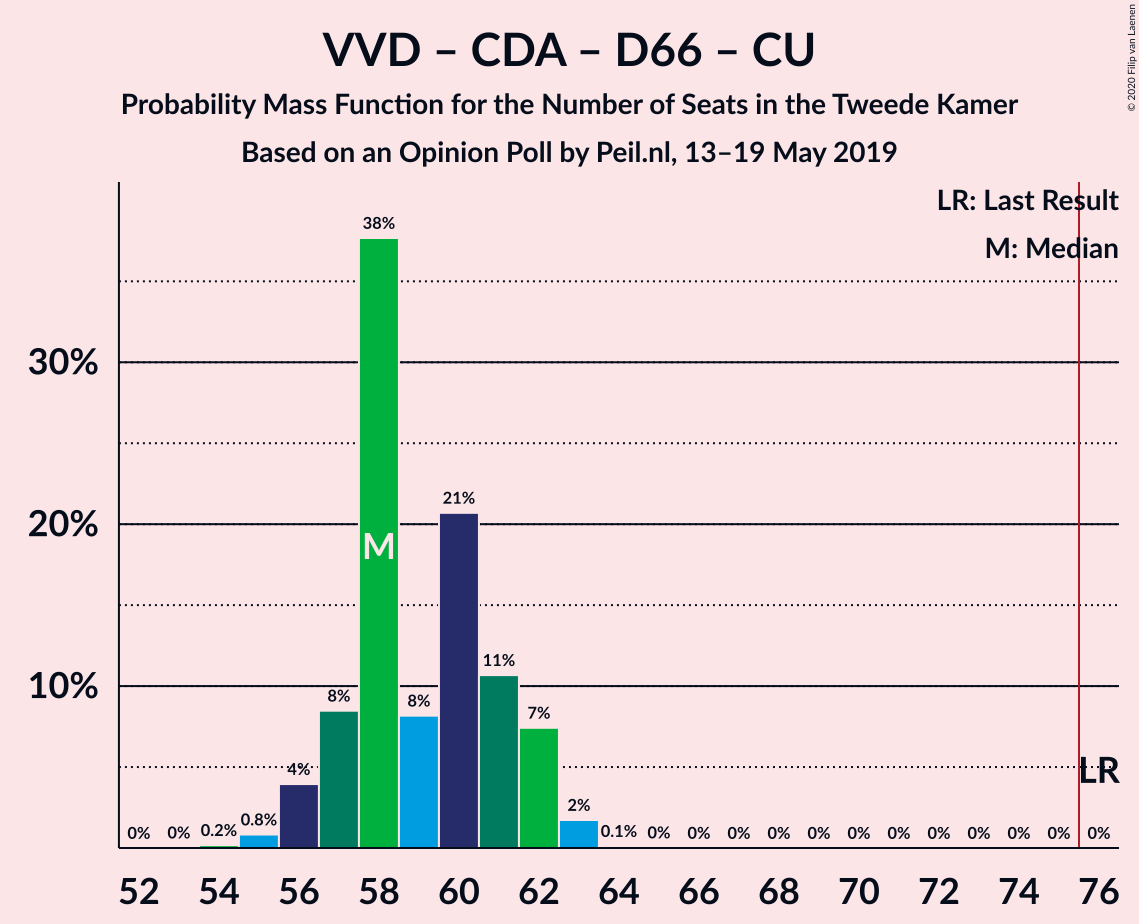 VVD – CDA – D66 – CU
Probability Mass Function for the Number of Seats in the Tweede Kamer
Based on an Opinion Poll by Peil.nl, 13–19 May 2019
© 2020 Filip van Laenen
LR: Last Result
M: Median
38%
30%
M
21%
20%
11%
10%
8%
8%
7%
LR
4%
2%
0% 0% 0.2% 0.8% 0.1% 0% 0% 0% 0% 0% 0% 0% 0% 0% 0% 0% 0%
52 54 56 58 60 62 64 66 68 70 72 74 76